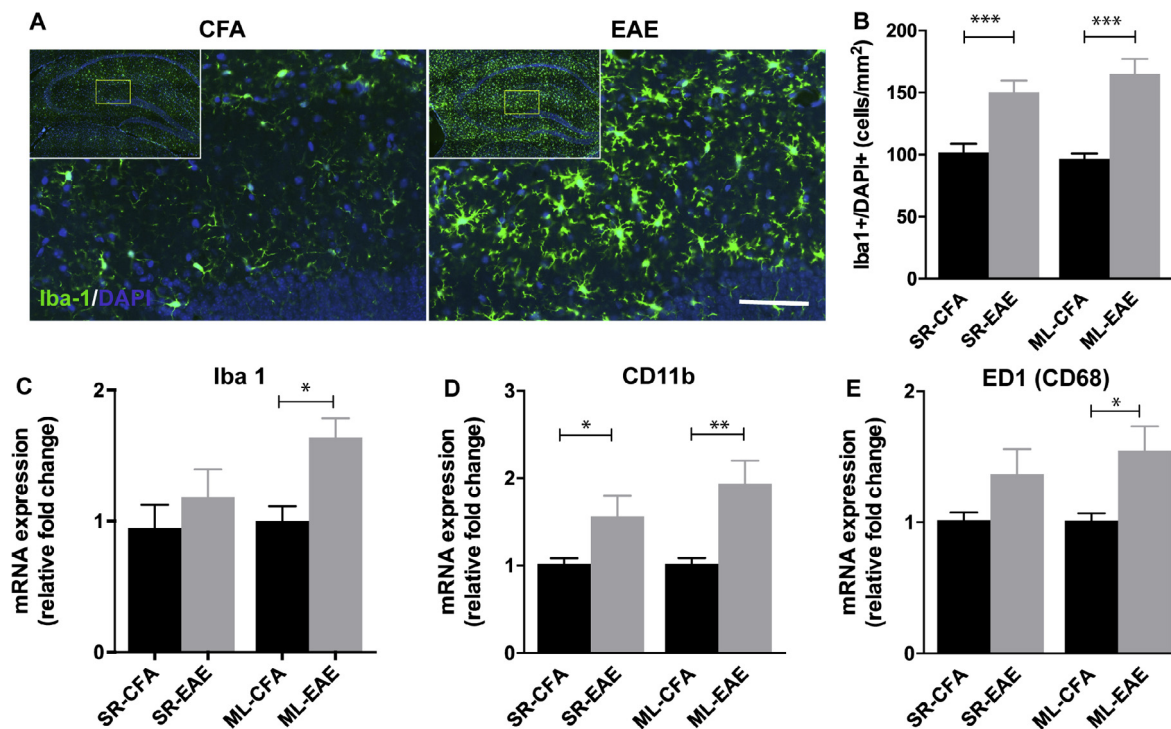 A
CFA
EAE
Iba-1/DAPI
B
***
***
Iba1+/DAPI+ (cells/mm2)
200
150
100
50
0
SR-CFA
SR-EAE
ML-CFA
ML-EAE
C
Iba 1
*
mRNA expression
(relative fold change)
2
1
0
SR-CFA
SR-EAE
ML-CFA
ML-EAE
D
CD11b
*
**
mRNA expression
(relative fold change)
3
2
1
0
SR-CFA
SR-EAE
ML-CFA
ML-EAE
E
ED1 (CD68)
*
mRNA expression
(relative fold change)
2
1
0
SR-CFA
SR-EAE
ML-CFA
ML-EAE